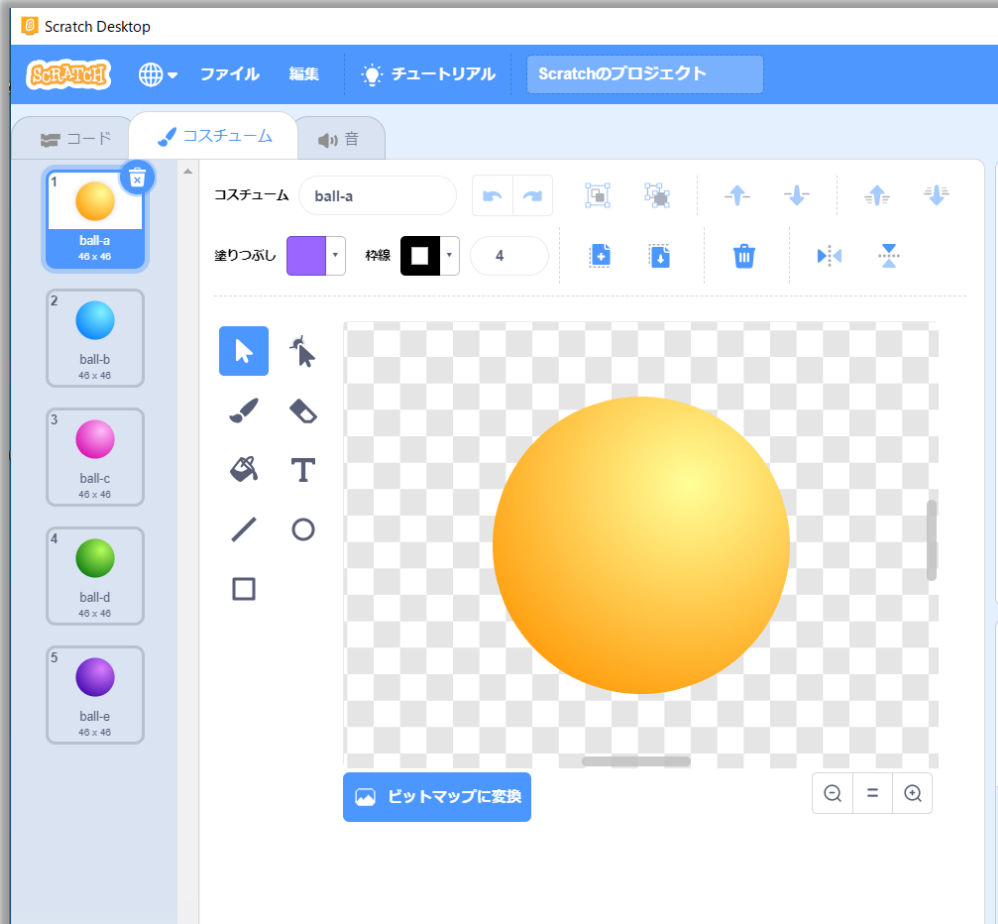 Scratch Desktop
SCRATCH ファイル 編集 チュートリアル Scratchのプロジェクト
コード コスチューム 音
1
ball-a
46 x 46
2
ball-b
46 x 46
3
ball-c
46 x 46
4
ball-d
46 x 46
5
ball-e
46 x 46
コスチューム ball-a
塗りつぶし 枠線 4
T
ビットマップに変換